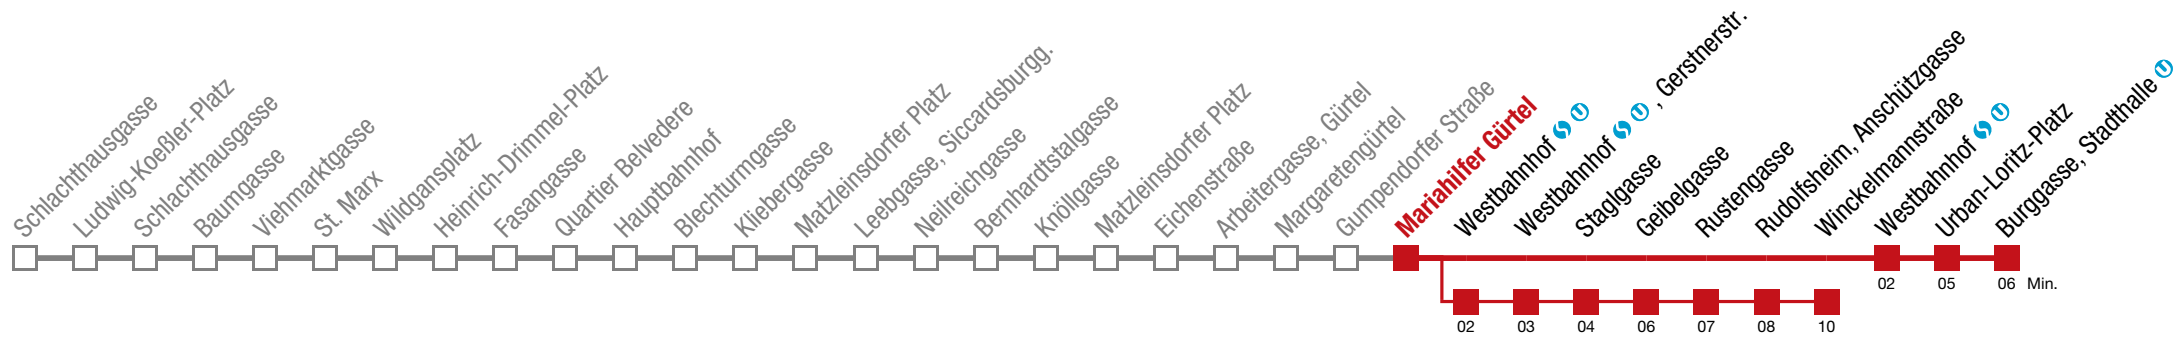 Schlachthausgasse
Ludwig-Koeßler-Platz
Schlachthausgasse
Baumgasse
Viehmarktgasse
St. Marx
Wildgansplatz
Heinrich-Drimmel-Platz
Fasangasse
Quartier Belvedere
Hauptbahnhof
Blechturmgasse
Kliebergasse
Matzleinsdorfer Platz
Leebgasse, Siccardsburgg.
Neilreichgasse
Bernhardtstalgasse
Knöllgasse
Matzleinsdorfer Platz
Eichenstraße
Arbeitergasse, Gürtel
Margaretengürtel
Gumpendorfer Straße
Mariahilfer Gürtel
Westbahnhof S U
Westbahnhof S U, Gerstnerstr.
Staglgasse
Geibelgasse
Rustengasse
Rudolfsheim, Anschützgasse
Winckelmannstraße
Westbahnhof S U
Urban-Loritz-Platz
Burggasse, Stadthalle U
02 05 06 Min.
02 03 04 06 07 08 10